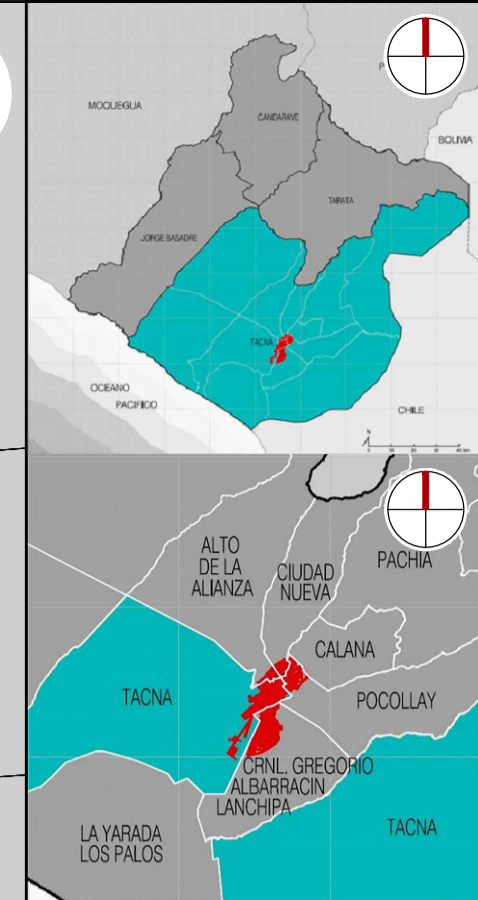 MOQUEGUA
CANDARAVE
P
BOLIVIA
TARATA
JORGE BASADRE
TACNA
OCEANO
PACIFICO
CHILE
N
ALTO
DE LA
ALIANZA
CIUDAD
NUEVA
PACHIA
CALANA
TACNA
POCOLLAY
CRNL. GREGORIO
ALBARRACIN
LANCHIPA
LA YARADA
LOS PALOS
TACNA